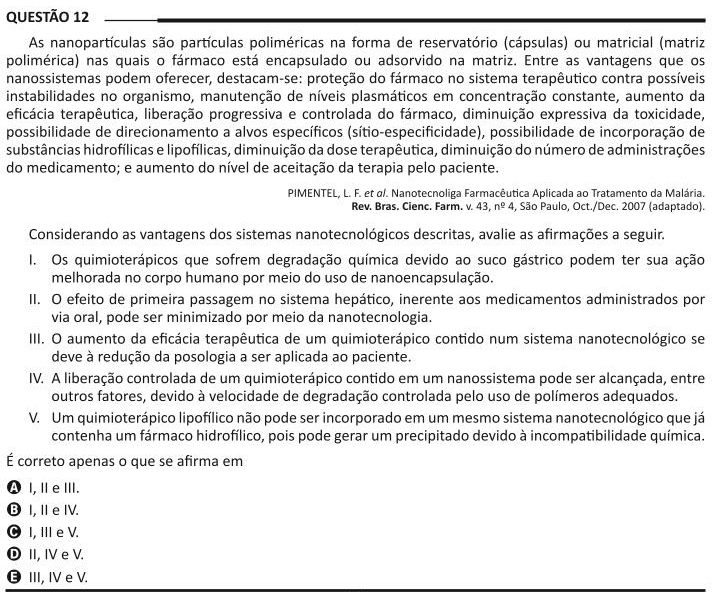 QUESTÃO 12
As nanopartículas são partículas poliméricas na forma de reservatório (cápsulas) ou matricial (matriz
polimérica) nas quais o fármaco está encapsulado ou adsorvido na matriz. Entre as vantagens que os
nanossistemas podem oferecer, destacam-se: proteção do fármaco no sistema terapêutico contra possíveis
instabilidades no organismo, manutenção de níveis plasmáticos em concentração constante, aumento da
eficácia terapêutica, liberação progressiva e controlada do fármaco, diminuição expressiva da toxicidade,
possibilidade de direcionamento a alvos específicos (sítio-especificidade), possibilidade de incorporação de
substâncias hidrofílicas e lipofílicas, diminuição da dose terapêutica, diminuição do número de administrações
do medicamento; e aumento do nível de aceitação da terapia pelo paciente.
PIMENTEL, L. F. et al. Nanotecnoliga Farmacêutica Aplicada ao Tratamento da Malária.
Rev. Bras. Cienc. Farm. v. 43, nº 4, São Paulo, Oct./Dec. 2007 (adaptado).
Considerando as vantagens dos sistemas nanotecnológicos descritas, avalie as afirmações a seguir.
I. Os quimioterápicos que sofrem degradação química devido ao suco gástrico podem ter sua ação
melhorada no corpo humano por meio do uso de nanoencapsulação.
II. O efeito de primeira passagem no sistema hepático, inerente aos medicamentos administrados por
via oral, pode ser minimizado por meio da nanotecnologia.
III. O aumento da eficácia terapêutica de um quimioterápico contido num sistema nanotecnológico se
deve à redução da posologia a ser aplicada ao paciente.
IV. A liberação controlada de um quimioterápico contido em um nanossistema pode ser alcançada, entre
outros fatores, devido à velocidade de degradação controlada pelo uso de polímeros adequados.
V. Um quimioterápico lipofílico não pode ser incorporado em um mesmo sistema nanotecnológico que já
contenha um fármaco hidrofílico, pois pode gerar um precipitado devido à incompatibilidade química.
É correto apenas o que se afirma em
A I, II e III.
B I, II e IV.
C I, III e V.
D II, IV e V.
E III, IV e V.